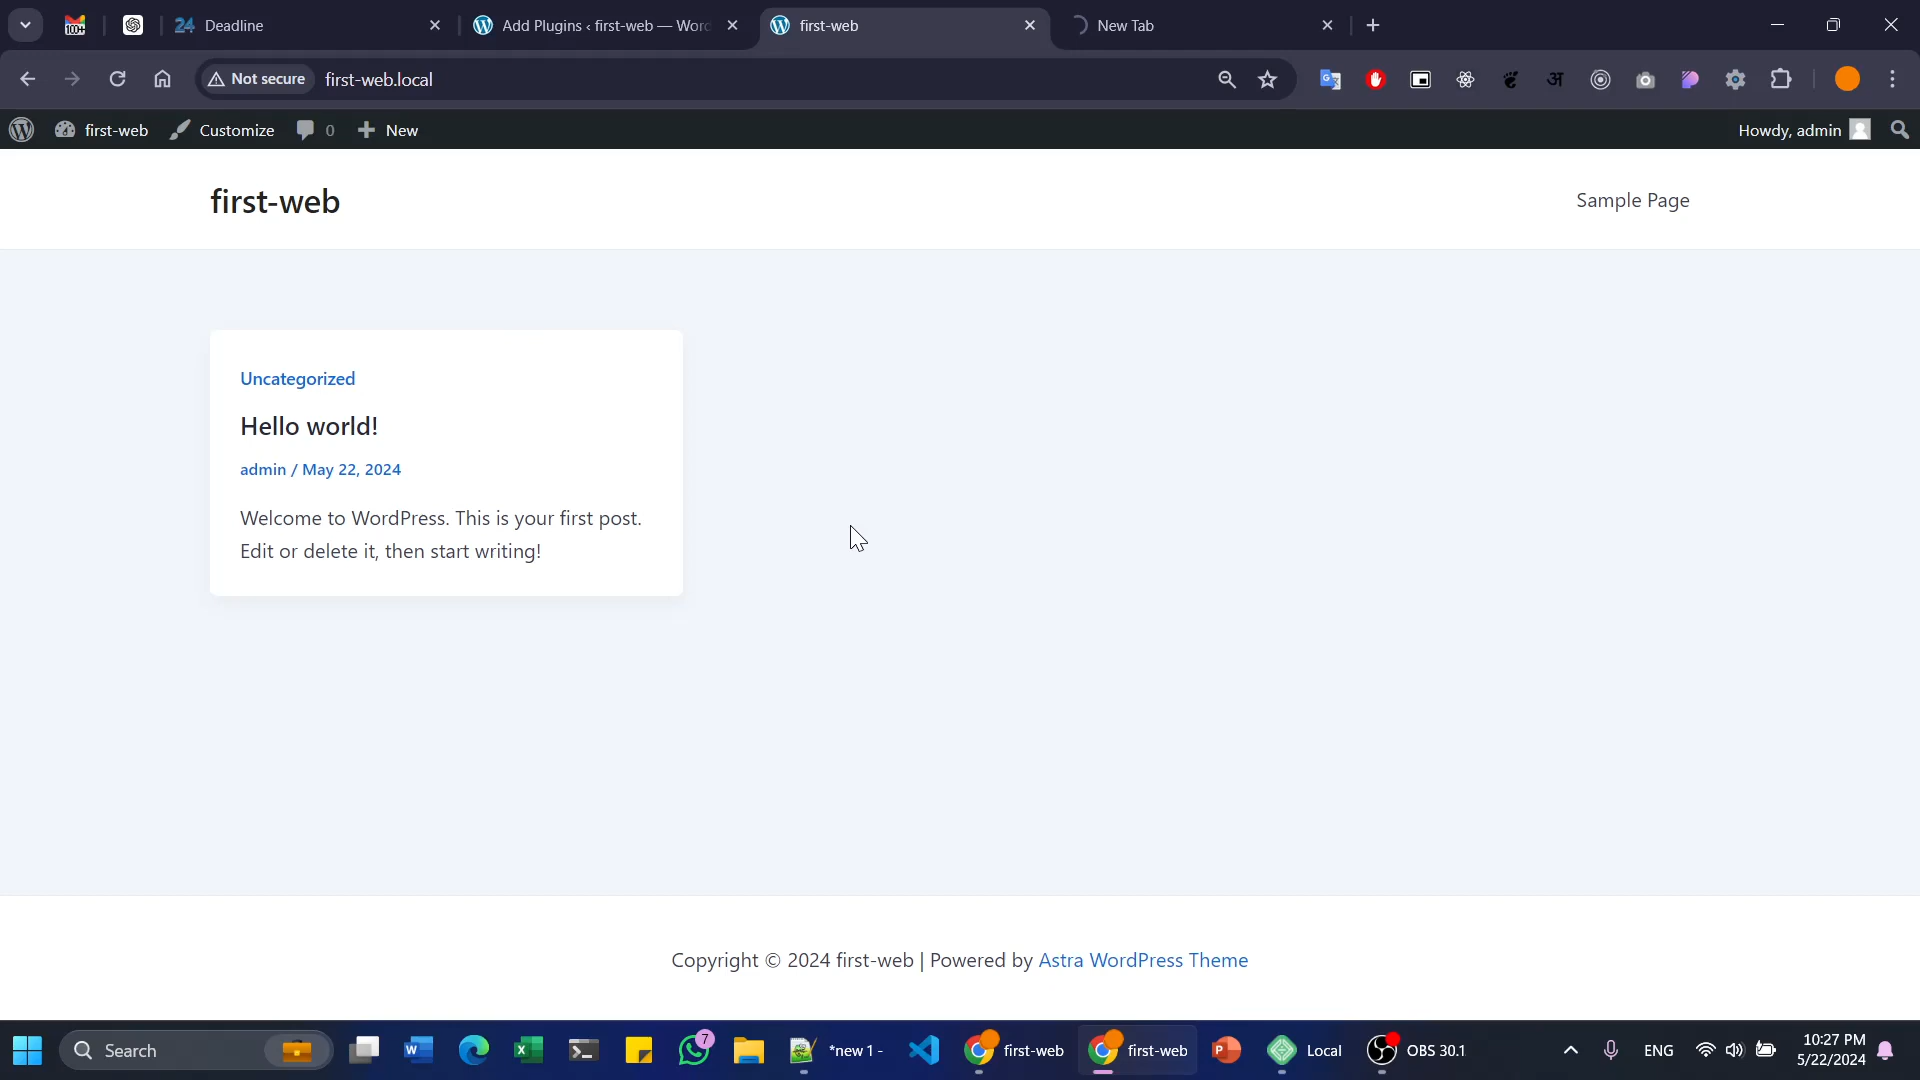 100+
24 Deadline
Add Plugins ‹ first-web — Word
first-web
New Tab
Not secure
first-web.local
first-web
Customize
0
New
Howdy, admin
first-web
Sample Page
Uncategorized
Hello world!
admin / May 22, 2024
Welcome to WordPress. This is your first post.
Edit or delete it, then start writing!
Copyright © 2024 first-web | Powered by Astra WordPress Theme
Search
7
*new 1 -
first-web
first-web
Local
OBS 30.1
ENG
10:27 PM
5/22/2024